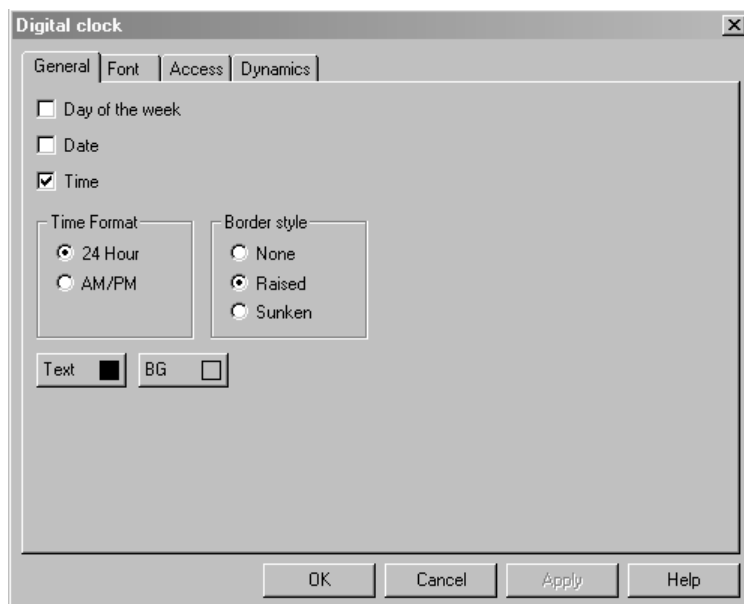 Digital clock
General Font Access Dynamics
Day of the week
Date
Time
Time Format
24 Hour
AM/PM
Border style
None
Raised
Sunken
Text BG
OK Cancel Apply Help